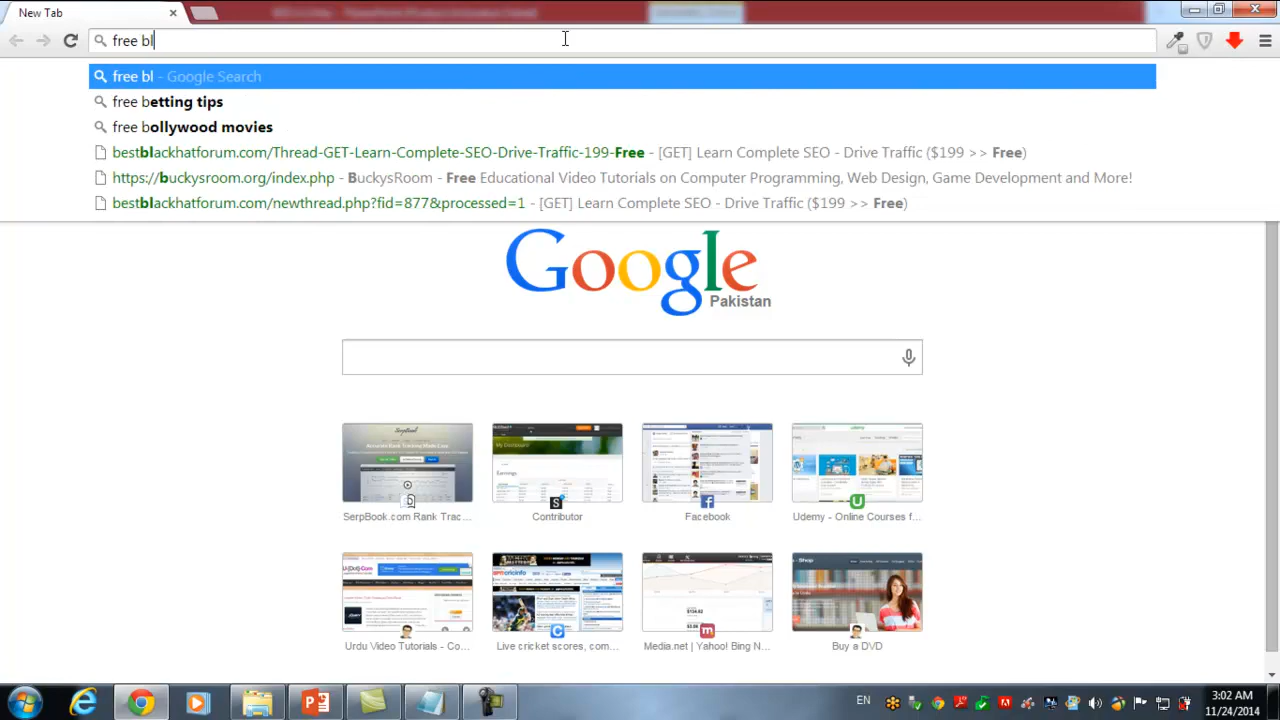 New Tab
free bl
free bl - Google Search
free betting tips
free bollywood movies
bestblackhatforum.com/Thread-GET-Learn-Complete-SEO-Drive-Traffic-199-Free - [GET] Learn Complete SEO - Drive Traffic ($199 >> Free)
https://buckysroom.org/index.php - BuckysRoom - Free Educational Video Tutorials on Computer Programming, Web Design, Game Development and More!
bestblackhatforum.com/newthread.php?fid=877&processed=1 - [GET] Learn Complete SEO - Drive Traffic ($199 >> Free)
Google
Pakistan
SerpBook.com Rank Trac...
Contributor
Facebook
Udemy - Online Courses f...
Urdu Video Tutorials - Co...
Live cricket scores, com...
Media.net | Yahoo! Bing N...
Buy a DVD
EN
3:02 AM
11/24/2014